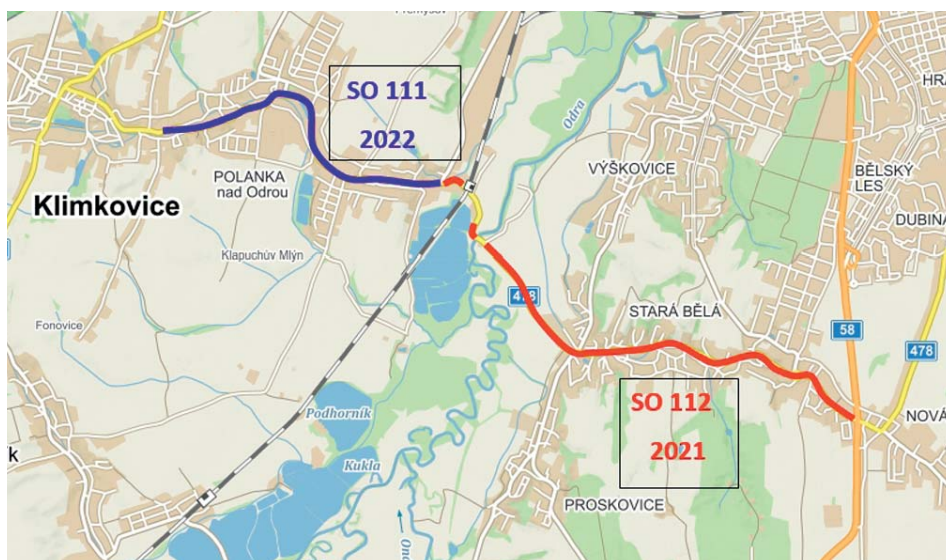 SO 111
2022
Odra
VÝŠKOVICE
BĚLSKÝ
LES
POLANKA
nad Odrou
Klimkovice
DUBINA
Klapuchův Mlýn
478
STARÁ BĚLÁ
Fonovice
58
478
SO 112
2021
Podhorník
NOVÁ
Kukla
PROSKOVICE